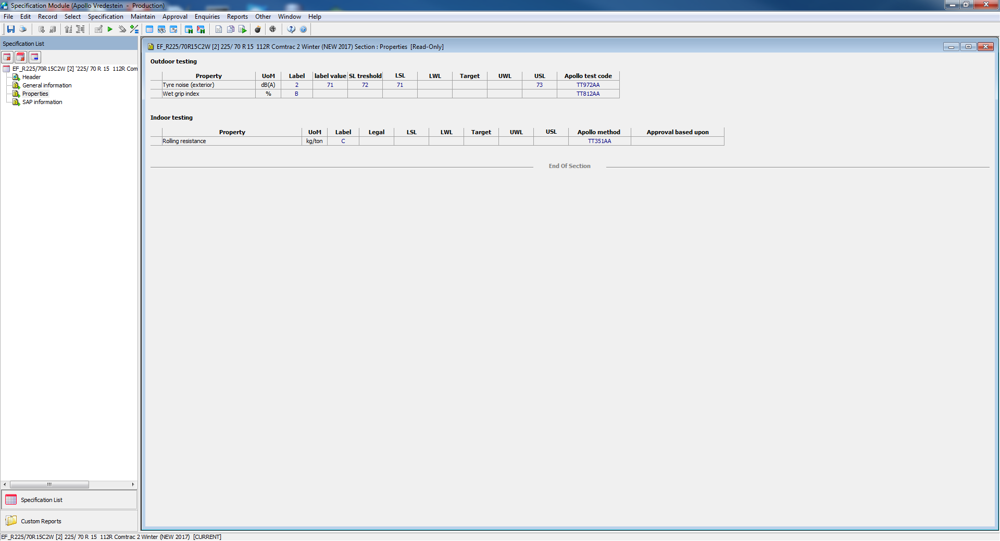 Specification Module (Apollo Vredestein - Production)
File Edit Record Select Specification Maintain Approval Enquiries Reports Other Window Help
Specification List
EF_R225/70R15C2W [2] '225/ 70 R 15 112R Com
Header
General information
Properties
SAP information
Specification List
Custom Reports
EF_R225/70R15C2W [2] 225/ 70 R 15 112R Comtrac 2 Winter (NEW 2017) Section : Properties [Read-Only]
Outdoor testing
Property UoM Label label value SL treshold LSL LWL Target UWL USL Apollo test code
Tyre noise (exterior) dB(A) 2 71 72 71 73 TT972AA
Wet grip index % B TT812AA
Indoor testing
Property UoM Label Legal LSL LWL Target UWL USL Apollo method Approval based upon
Rolling resistance kg/ton C TT351AA
End Of Section
EF_R225/70R15C2W [2] 225/ 70 R 15 112R Comtrac 2 Winter (NEW 2017) [CURRENT]